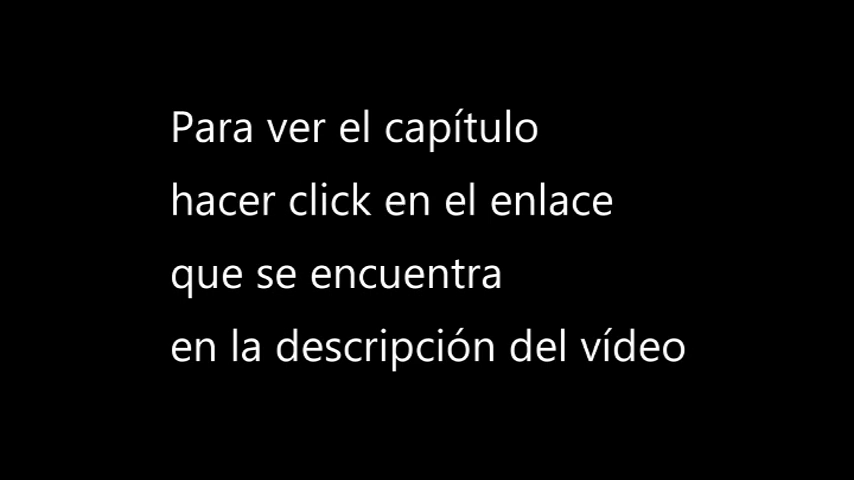 Para ver el capítulo
hacer click en el enlace
que se encuentra
en la descripción del vídeo